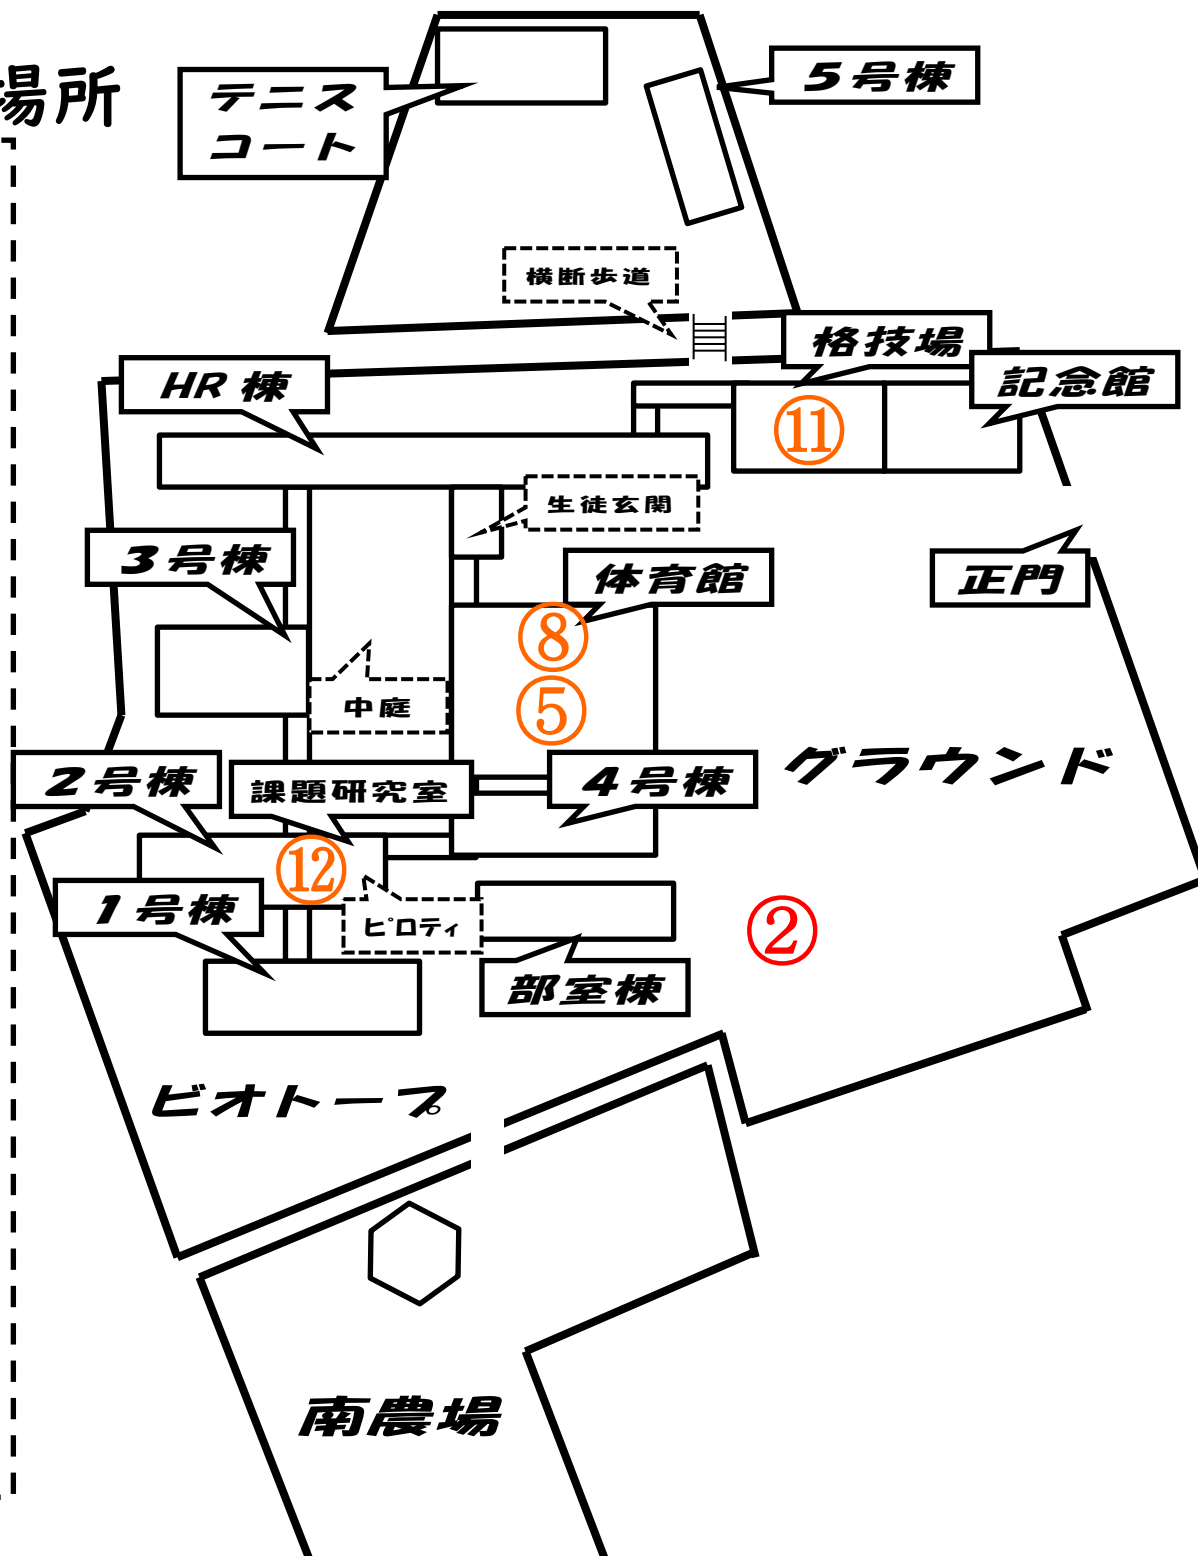 場所
テニス
コート
5号棟
横断歩道
格技場
記念館
HR棟
⑪
生徒玄関
3号棟
体育館
正門
⑧
⑤
中庭
グラウンド
2号棟
課題研究室
4号棟
⑫
1号棟
ピロティ
②
部室棟
ビオトープ
南農場